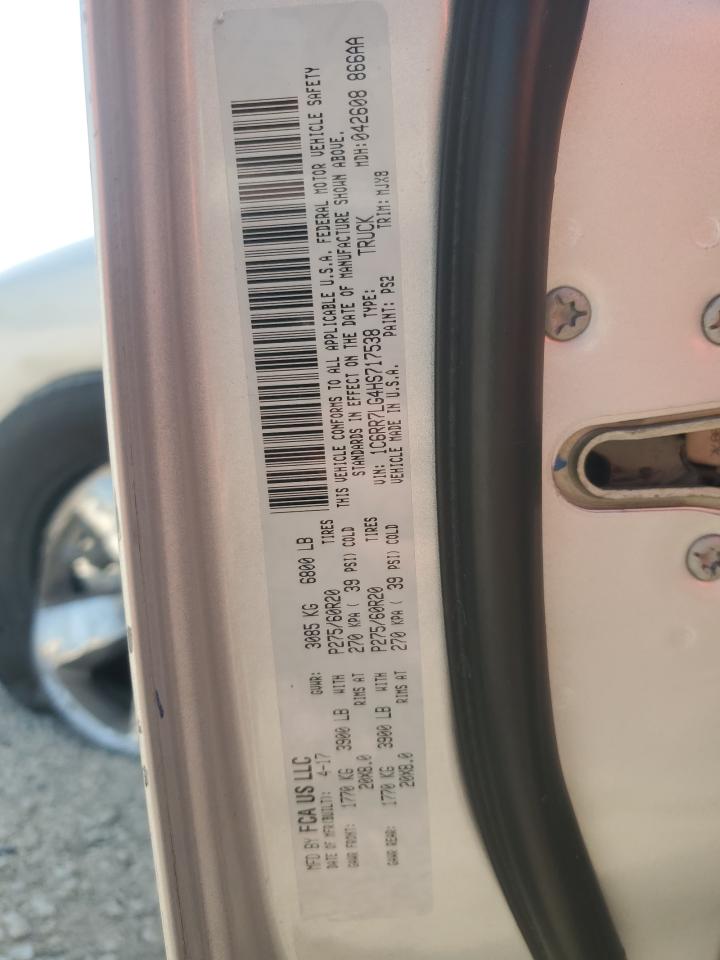 MFD BY FCA US LLC
DATE OF MFR(BUILT): 4-17 GVWR: 3085 KG 6800 LB
GAWR FRONT: 1770 KG 3900 LB WITH P275/60R20 TIRES
20X8.0 RIMS AT 270 KPA ( 39 PSI) COLD
GAWR REAR: 1770 KG 3900 LB WITH P275/60R20 TIRES
20X8.0 RIMS AT 270 KPA ( 39 PSI) COLD
THIS VEHICLE CONFORMS TO ALL APPLICABLE U.S.A. FEDERAL MOTOR VEHICLE SAFETY
STANDARDS IN EFFECT ON THE DATE OF MANUFACTURE SHOWN ABOVE.
MDH:042608 866AA
VIN: 1C6RR7LG4HS717538 TYPE: TRUCK
VEHICLE MADE IN U.S.A. PAINT: PS2 TRIM: MJX8